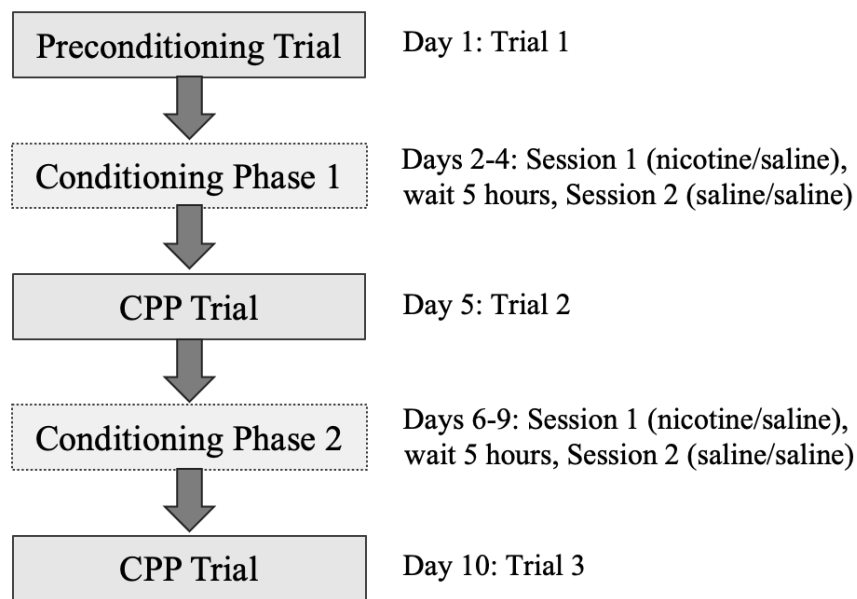 Preconditioning Trial
Day 1: Trial 1
Conditioning Phase 1
Days 2-4: Session 1 (nicotine/saline),
wait 5 hours, Session 2 (saline/saline)
CPP Trial
Day 5: Trial 2
Conditioning Phase 2
Days 6-9: Session 1 (nicotine/saline),
wait 5 hours, Session 2 (saline/saline)
CPP Trial
Day 10: Trial 3